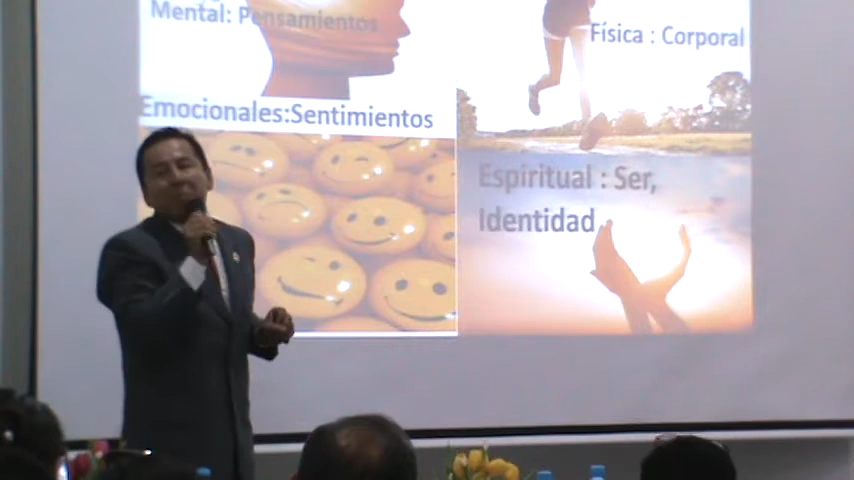 Mental: Pensamientos
Física : Corporal
Emocionales:Sentimientos
Espiritual : Ser,
Identidad